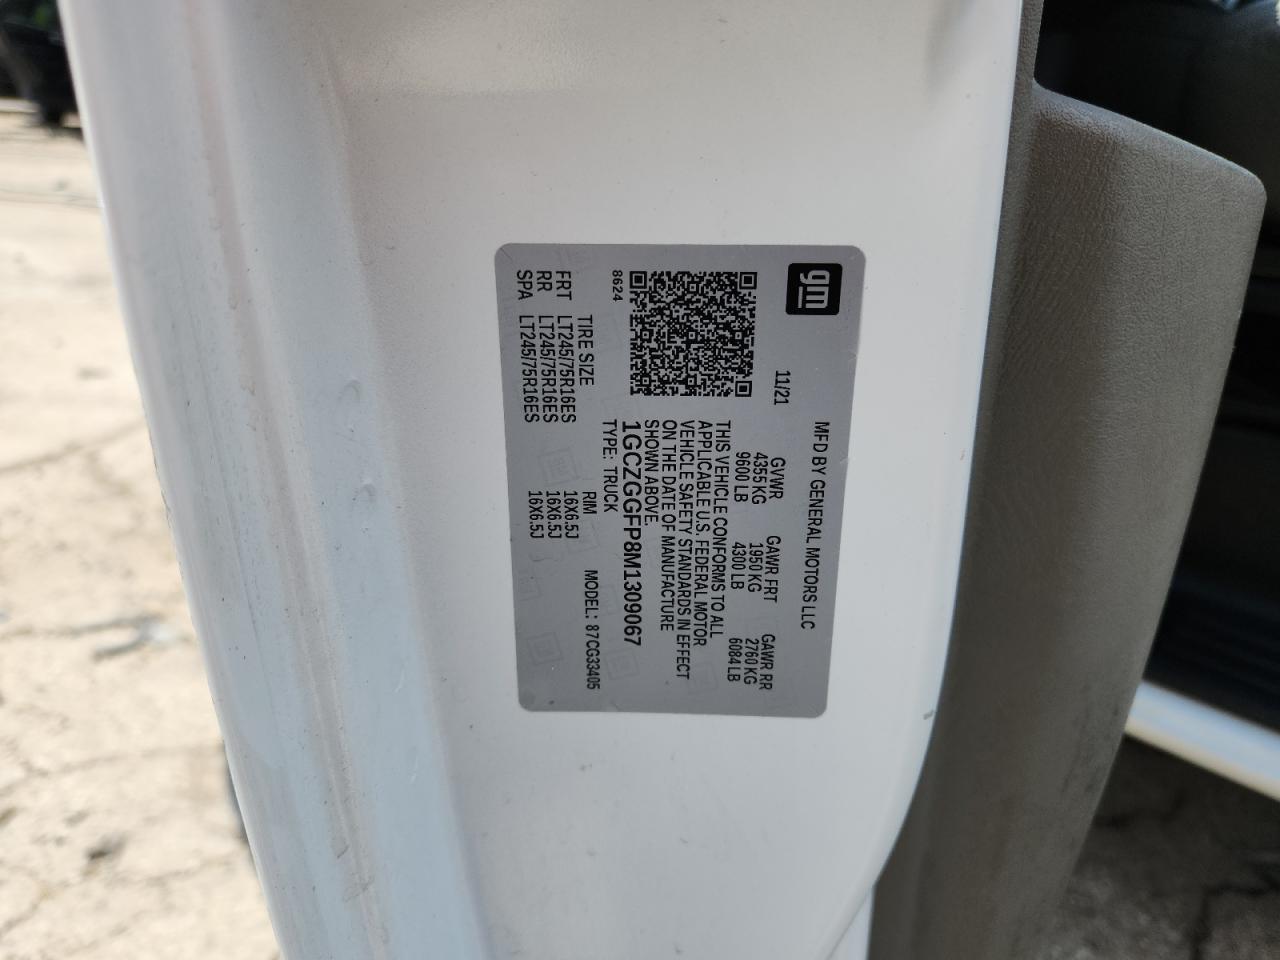 gm
MFD BY GENERAL MOTORS LLC
11/21
GVWR GAWR FRT GAWR RR
4355 KG 1950 KG 2760 KG
9600 LB 4300 LB 6084 LB
THIS VEHICLE CONFORMS TO ALL
APPLICABLE U.S. FEDERAL MOTOR
VEHICLE SAFETY STANDARDS IN EFFECT
ON THE DATE OF MANUFACTURE
SHOWN ABOVE.
8624
1GCZGGFP8M1309067
TYPE: TRUCK
MODEL: 87CG33405
TIRE SIZE RIM
FRT LT245/75R16ES 16X6.5J
RR LT245/75R16ES 16X6.5J
SPA LT245/75R16ES 16X6.5J